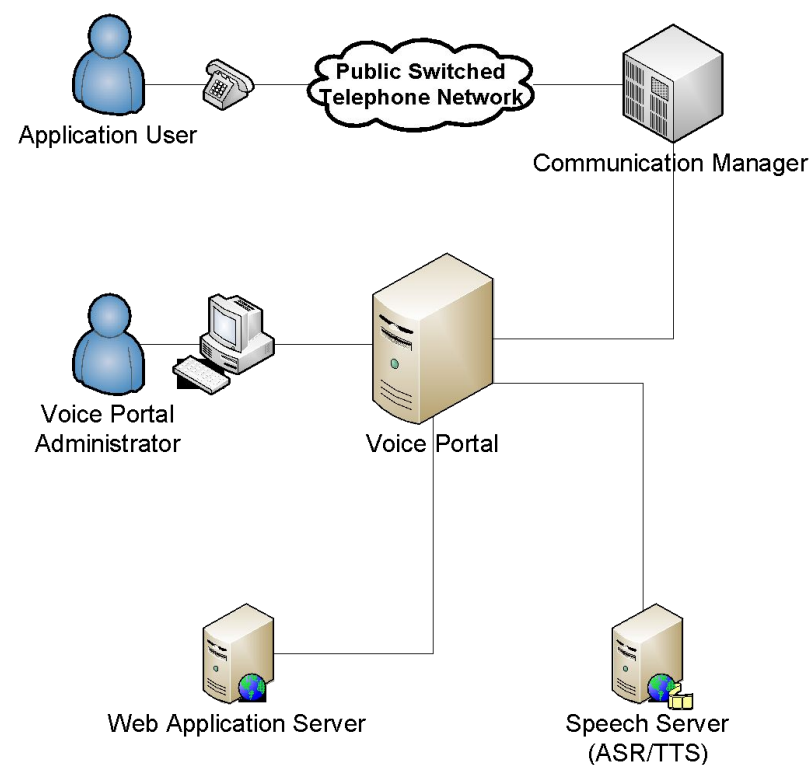 Public Switched
Telephone Network
Application User
Communication Manager
Voice Portal
Administrator
Voice Portal
Web Application Server
Speech Server
(ASR/TTS)